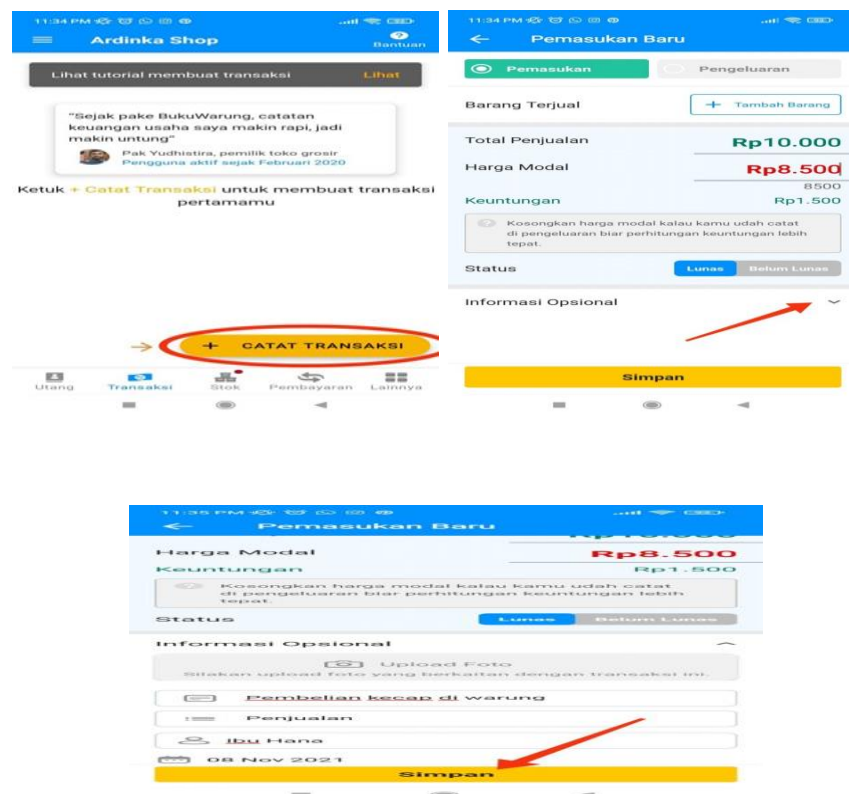 11:34 PM
Ardinka Shop
Bantuan
Lihat tutorial membuat transaksi Lihat
"Sejak pake BukuWarung, catatan
keuangan usaha saya makin rapi, jadi
makin untung"
Pak Yudhistira, pemilik toko grosir
Pengguna aktif sejak Februari 2020
Ketuk + Catat Transaksi untuk membuat transaksi
pertamamu
+ CATAT TRANSAKSI
Utang Transaksi Stok Pembayaran Lainnya
11:34 PM
Pemasukan Baru
Pemasukan Pengeluaran
Barang Terjual + Tambah Barang
Total Penjualan Rp10.000
Harga Modal Rp8.500
8500
Keuntungan Rp1.500
Kosongkan harga modal kalau kamu udah catat
di pengeluaran biar perhitungan keuntungan lebih
tepat.
Status Lunas Belum Lunas
Informasi Opsional
Simpan
11:35 PM
Pemasukan Baru
Harga Modal Rp8.500
Keuntungan Rp1.500
Kosongkan harga modal kalau kamu udah catat
di pengeluaran biar perhitungan keuntungan lebih
tepat.
Status Lunas Belum Lunas
Informasi Opsional
Upload Foto
Silakan upload foto yang berkaitan dengan transaksi ini.
Pembelian kecap di warung
Penjualan
Ibu Hana
08 Nov 2021
Simpan